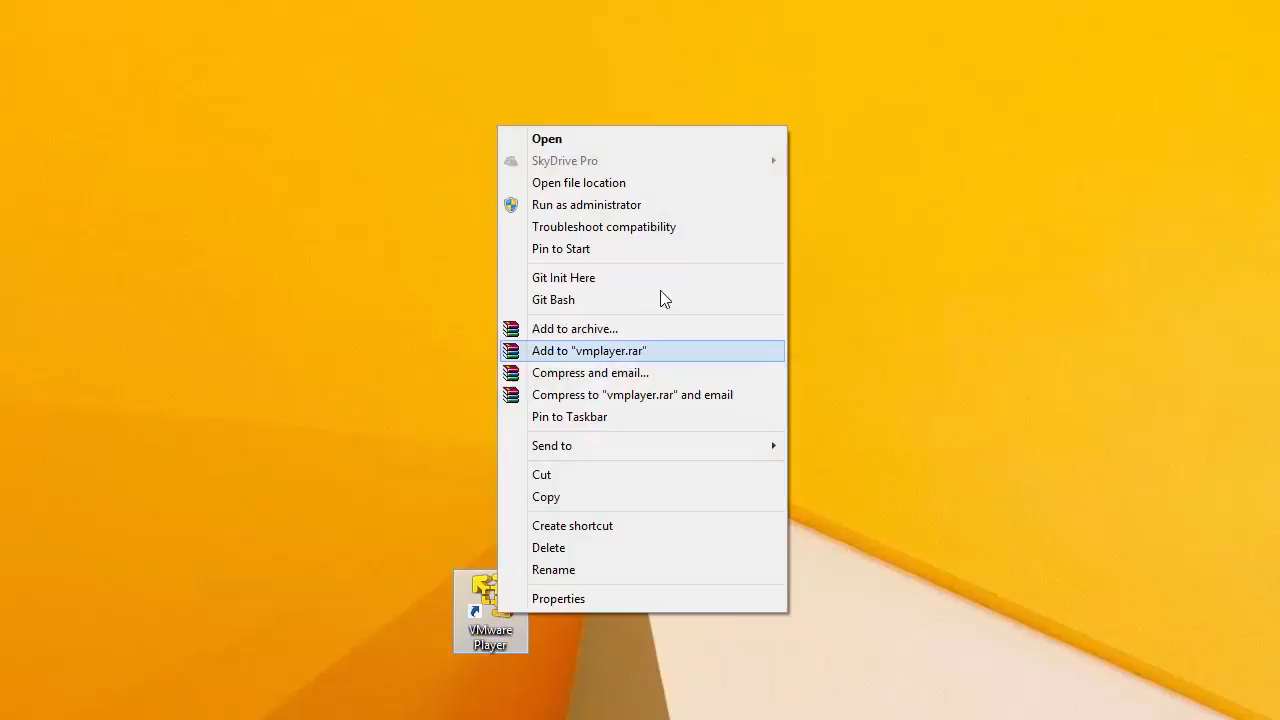 Open
SkyDrive Pro
Open file location
Run as administrator
Troubleshoot compatibility
Pin to Start
Git Init Here
Git Bash
Add to archive...
Add to "vmplayer.rar"
Compress and email...
Compress to "vmplayer.rar" and email
Pin to Taskbar
Send to
Cut
Copy
Create shortcut
Delete
Rename
Properties
VMware
Player